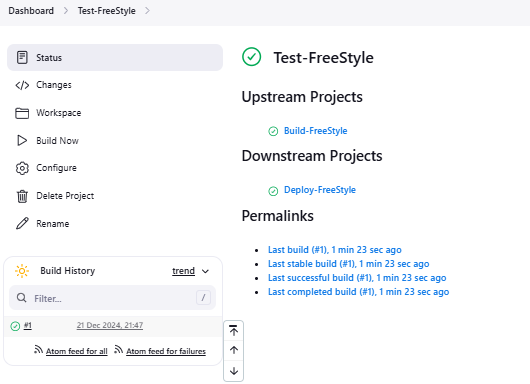 Dashboard > Test-FreeStyle >
Status
Changes
Workspace
Build Now
Configure
Delete Project
Rename
Build History
trend
Filter...
/
#1
21 Dec 2024, 21:47
Atom feed for all
Atom feed for failures
Test-FreeStyle
Upstream Projects
Build-FreeStyle
Downstream Projects
Deploy-FreeStyle
Permalinks
Last build (#1), 1 min 23 sec ago
Last stable build (#1), 1 min 23 sec ago
Last successful build (#1), 1 min 23 sec ago
Last completed build (#1), 1 min 23 sec ago